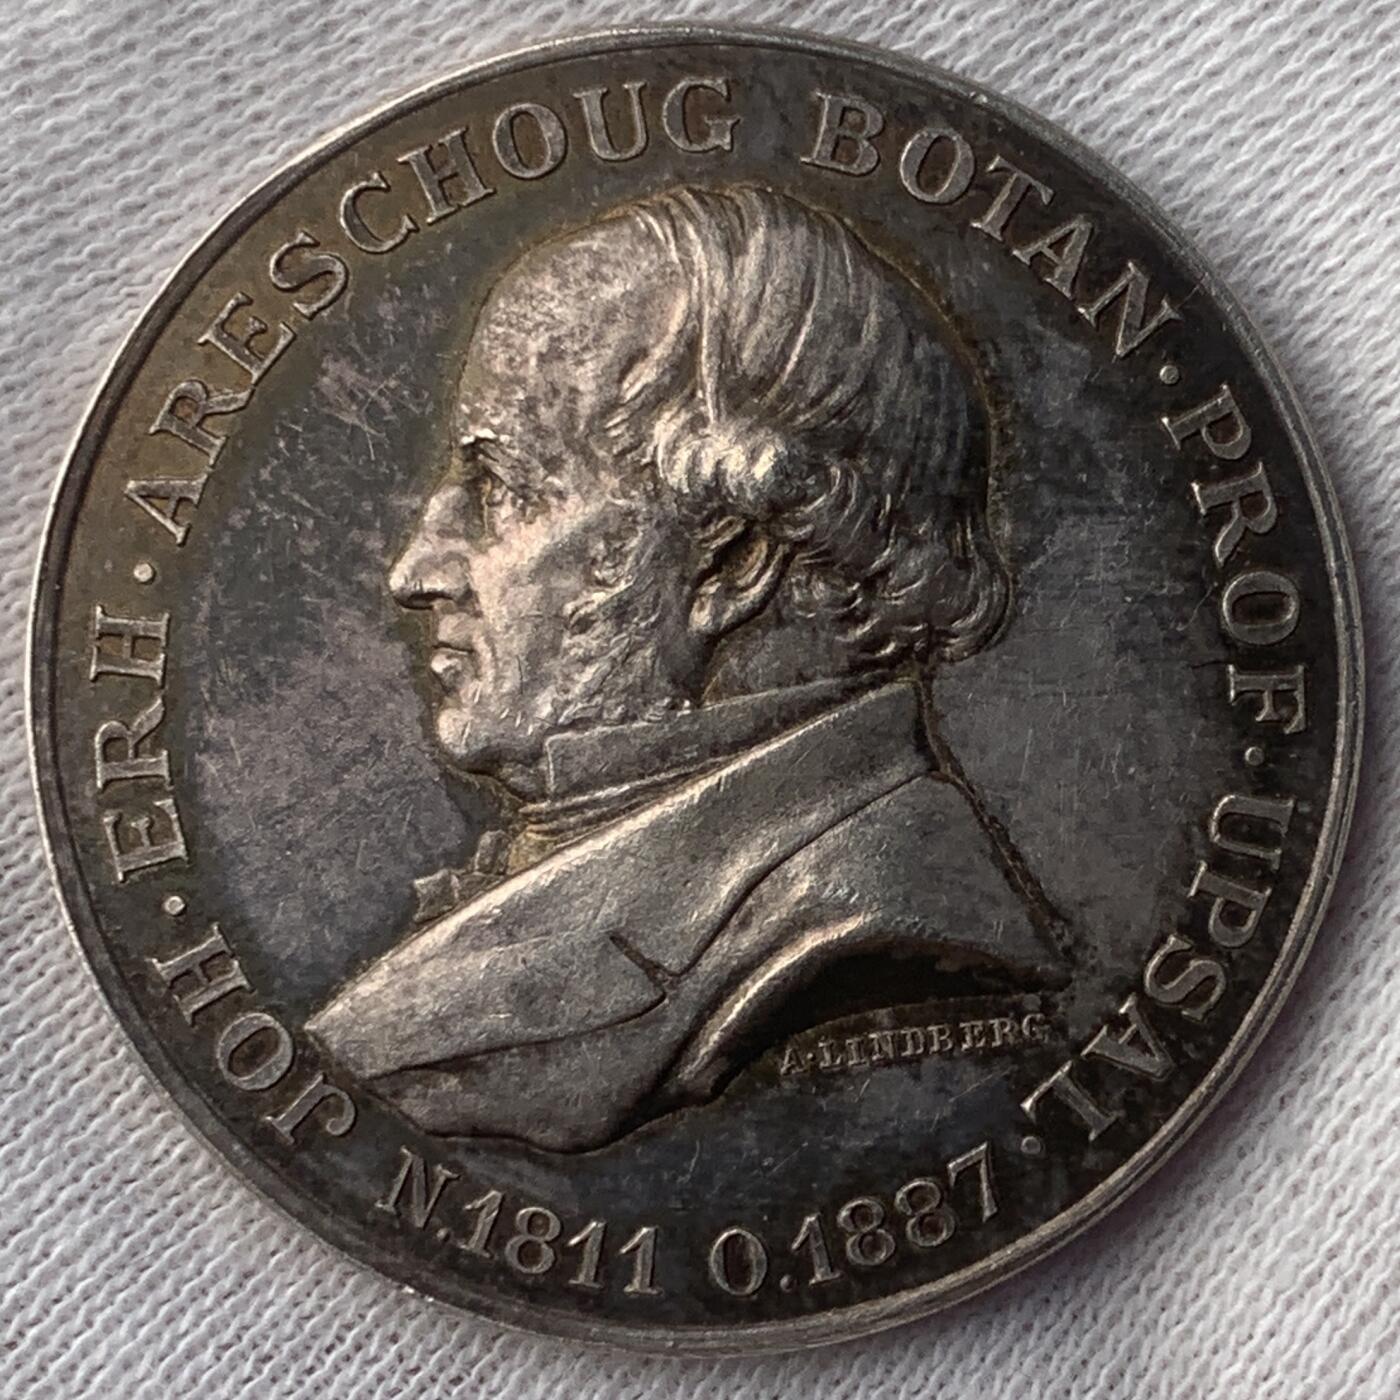 JOH·ERH·ARESCHOUG BOTAN·PROF·UPSAL·
N.1811 O.1887
A·LINDBERG